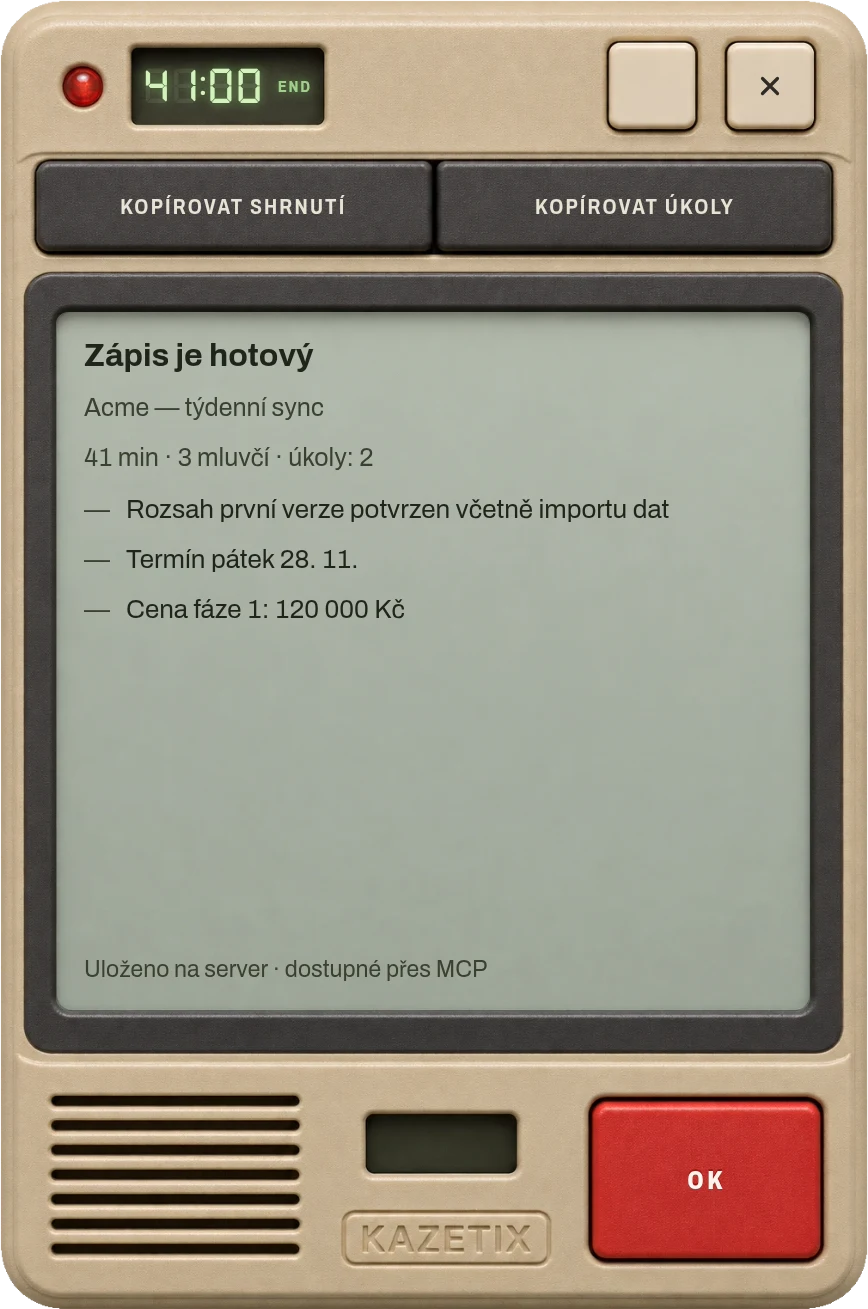 41:00 END
×
KOPÍROVAT SHRNUTÍ
KOPÍROVAT ÚKOLY
Zápis je hotový
Acme — týdenní sync
41 min · 3 mluvčí · úkoly: 2
— Rozsah první verze potvrzen včetně importu dat
— Termín pátek 28. 11.
— Cena fáze 1: 120 000 Kč
Uloženo na server · dostupné přes MCP
OK
KAZETIX